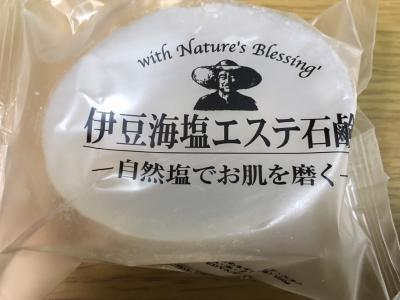 with Nature's Blessing'
伊豆海塩エステ石鹸
—自然塩でお肌を磨く—